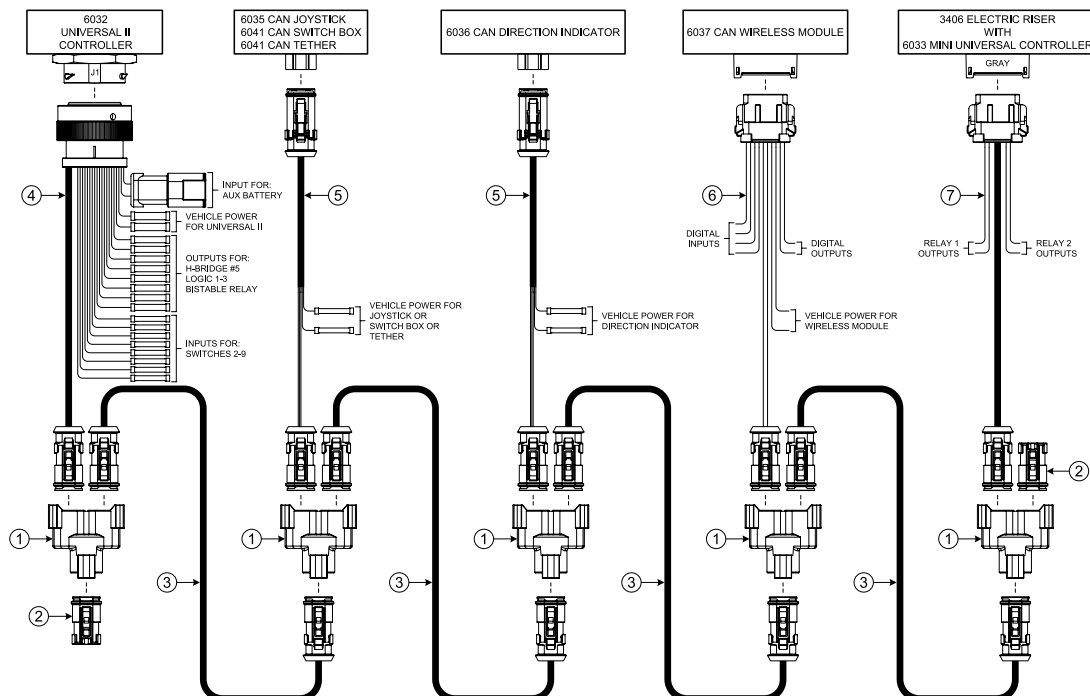 6032
UNIVERSAL II
CONTROLLER
6035 CAN JOYSTICK
6041 CAN SWITCH BOX
6041 CAN TETHER
6036 CAN DIRECTION INDICATOR
6037 CAN WIRELESS MODULE
3406 ELECTRIC RISER
WITH
6033 MINI UNIVERSAL CONTROLLER
J1
GRAY
4
INPUT FOR:
AUX BATTERY
VEHICLE POWER
FOR UNIVERSAL II
OUTPUTS FOR:
H-BRIDGE #5
LOGIC 1-3
BISTABLE RELAY
INPUTS FOR:
SWITCHES 2-9
5
VEHICLE POWER FOR
JOYSTICK OR
SWITCH BOX OR
TETHER
5
VEHICLE POWER FOR
DIRECTION INDICATOR
6
DIGITAL
INPUTS
DIGITAL
OUTPUTS
VEHICLE POWER FOR
WIRELESS MODULE
7
RELAY 1
OUTPUTS
RELAY 2
OUTPUTS
2
1
1
1
1
1
3
3
3
3
2